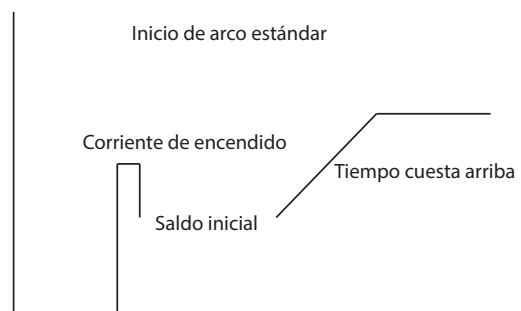 Inicio de arco estándar
Corriente de encendido
Tiempo cuesta arriba
Saldo inicial